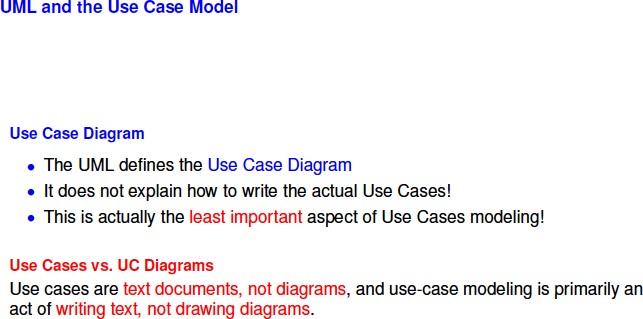 UML and the Use Case Model
Use Case Diagram
• The UML defines the Use Case Diagram
• It does not explain how to write the actual Use Cases!
• This is actually the least important aspect of Use Cases modeling!
Use Cases vs. UC Diagrams
Use cases are text documents, not diagrams, and use-case modeling is primarily an
act of writing text, not drawing diagrams.